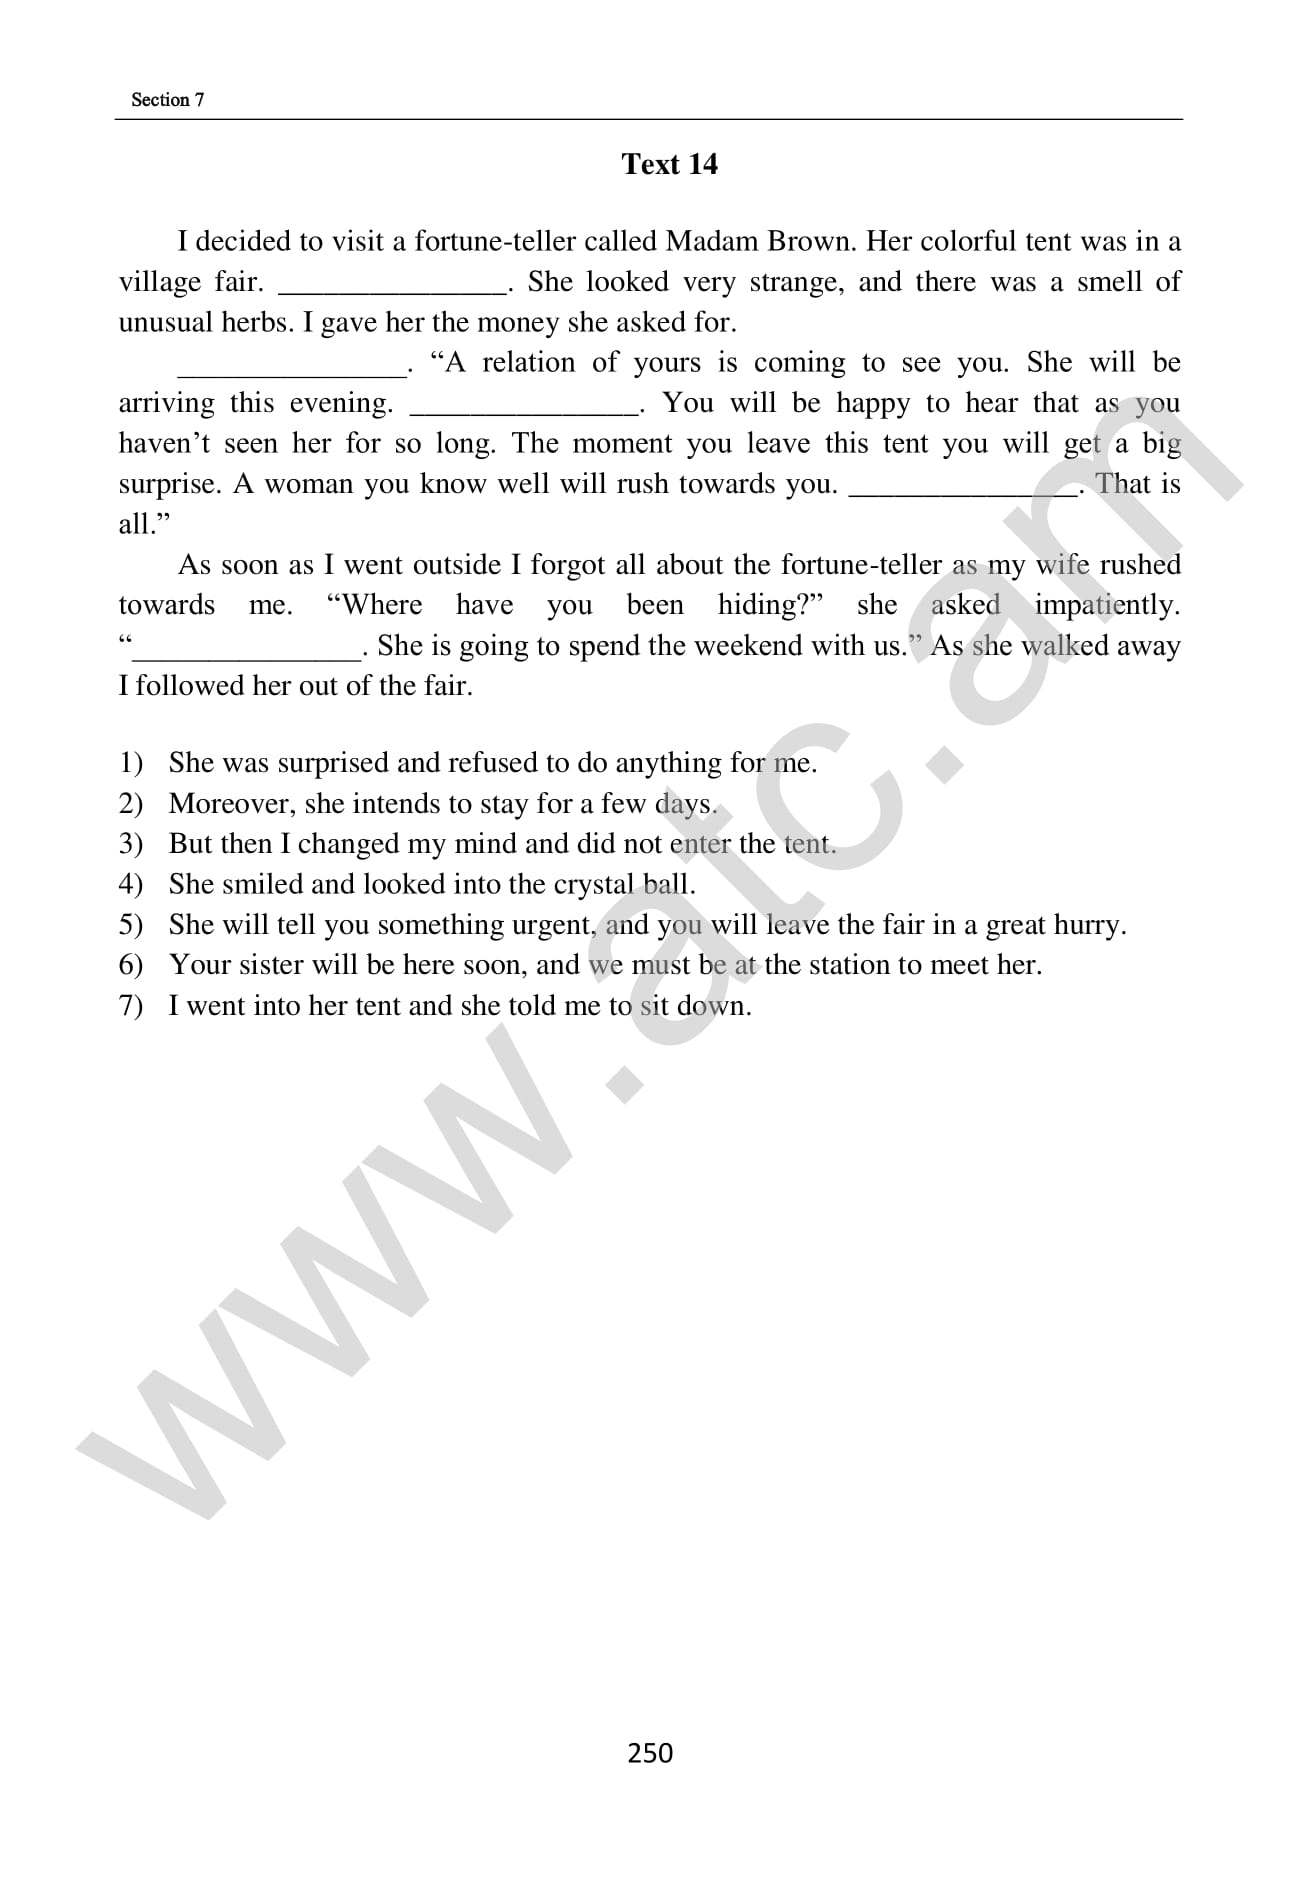 Section 7
Text 14
I decided to visit a fortune-teller called Madam Brown. Her colorful tent was in a
village fair. _______________. She looked very strange, and there was a smell of
unusual herbs. I gave her the money she asked for.
_______________. “A relation of yours is coming to see you. She will be
arriving this evening. _______________. You will be happy to hear that as you
haven’t seen her for so long. The moment you leave this tent you will get a big
surprise. A woman you know well will rush towards you. _______________. That is
all.”
As soon as I went outside I forgot all about the fortune-teller as my wife rushed
towards me. “Where have you been hiding?” she asked impatiently.
“_______________. She is going to spend the weekend with us.” As she walked away
I followed her out of the fair.
1) She was surprised and refused to do anything for me.
2) Moreover, she intends to stay for a few days.
3) But then I changed my mind and did not enter the tent.
4) She smiled and looked into the crystal ball.
5) She will tell you something urgent, and you will leave the fair in a great hurry.
6) Your sister will be here soon, and we must be at the station to meet her.
7) I went into her tent and she told me to sit down.
www.atc.am
250